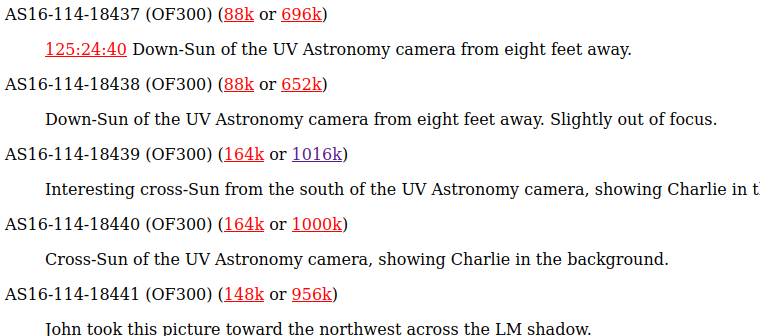 AS16-114-18437 (OF300) (88k or 696k)
125:24:40 Down-Sun of the UV Astronomy camera from eight feet away.
AS16-114-18438 (OF300) (88k or 652k)
Down-Sun of the UV Astronomy camera from eight feet away. Slightly out of focus.
AS16-114-18439 (OF300) (164k or 1016k)
Interesting cross-Sun from the south of the UV Astronomy camera, showing Charlie in
AS16-114-18440 (OF300) (164k or 1000k)
Cross-Sun of the UV Astronomy camera, showing Charlie in the background.
AS16-114-18441 (OF300) (148k or 956k)
John took this picture toward the northwest across the LM shadow.